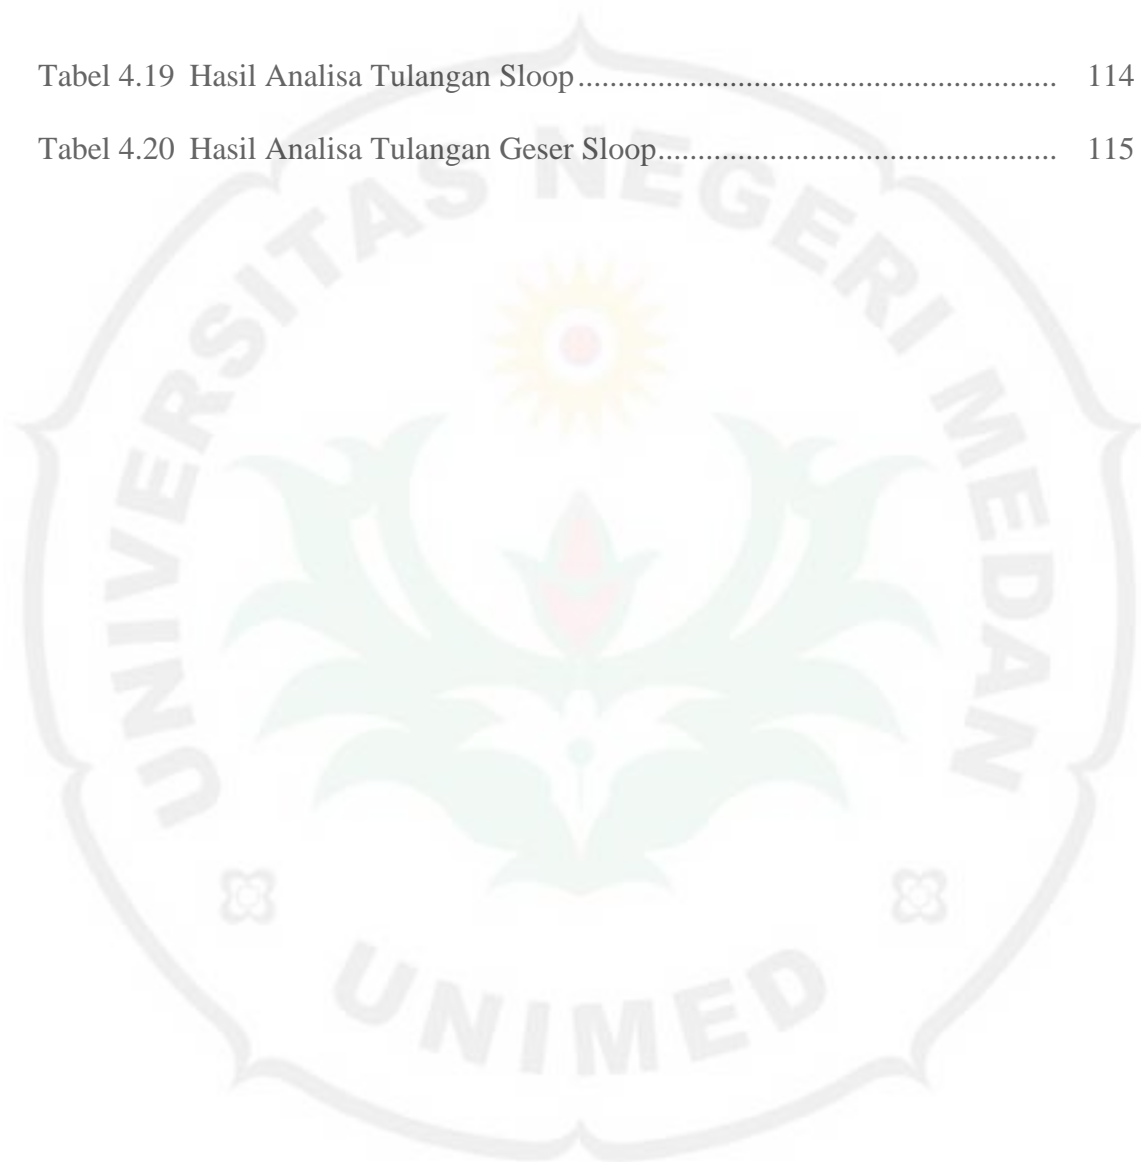 Tabel 4.19 Hasil Analisa Tulangan Sloop............................................................ 114
Tabel 4.20 Hasil Analisa Tulangan Geser Sloop.................................................. 115
UNIVERSITAS NEGERI MEDAN
UNIMED